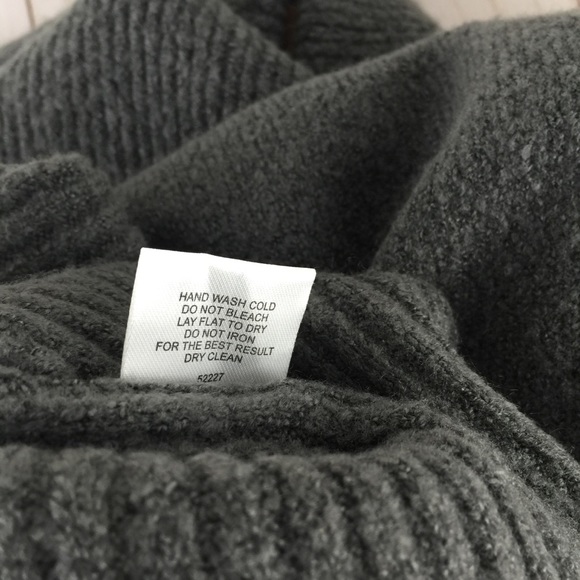 HAND WASH COLD
DO NOT BLEACH
LAY FLAT TO DRY
DO NOT IRON
FOR THE BEST RESULT
DRY CLEAN
52227